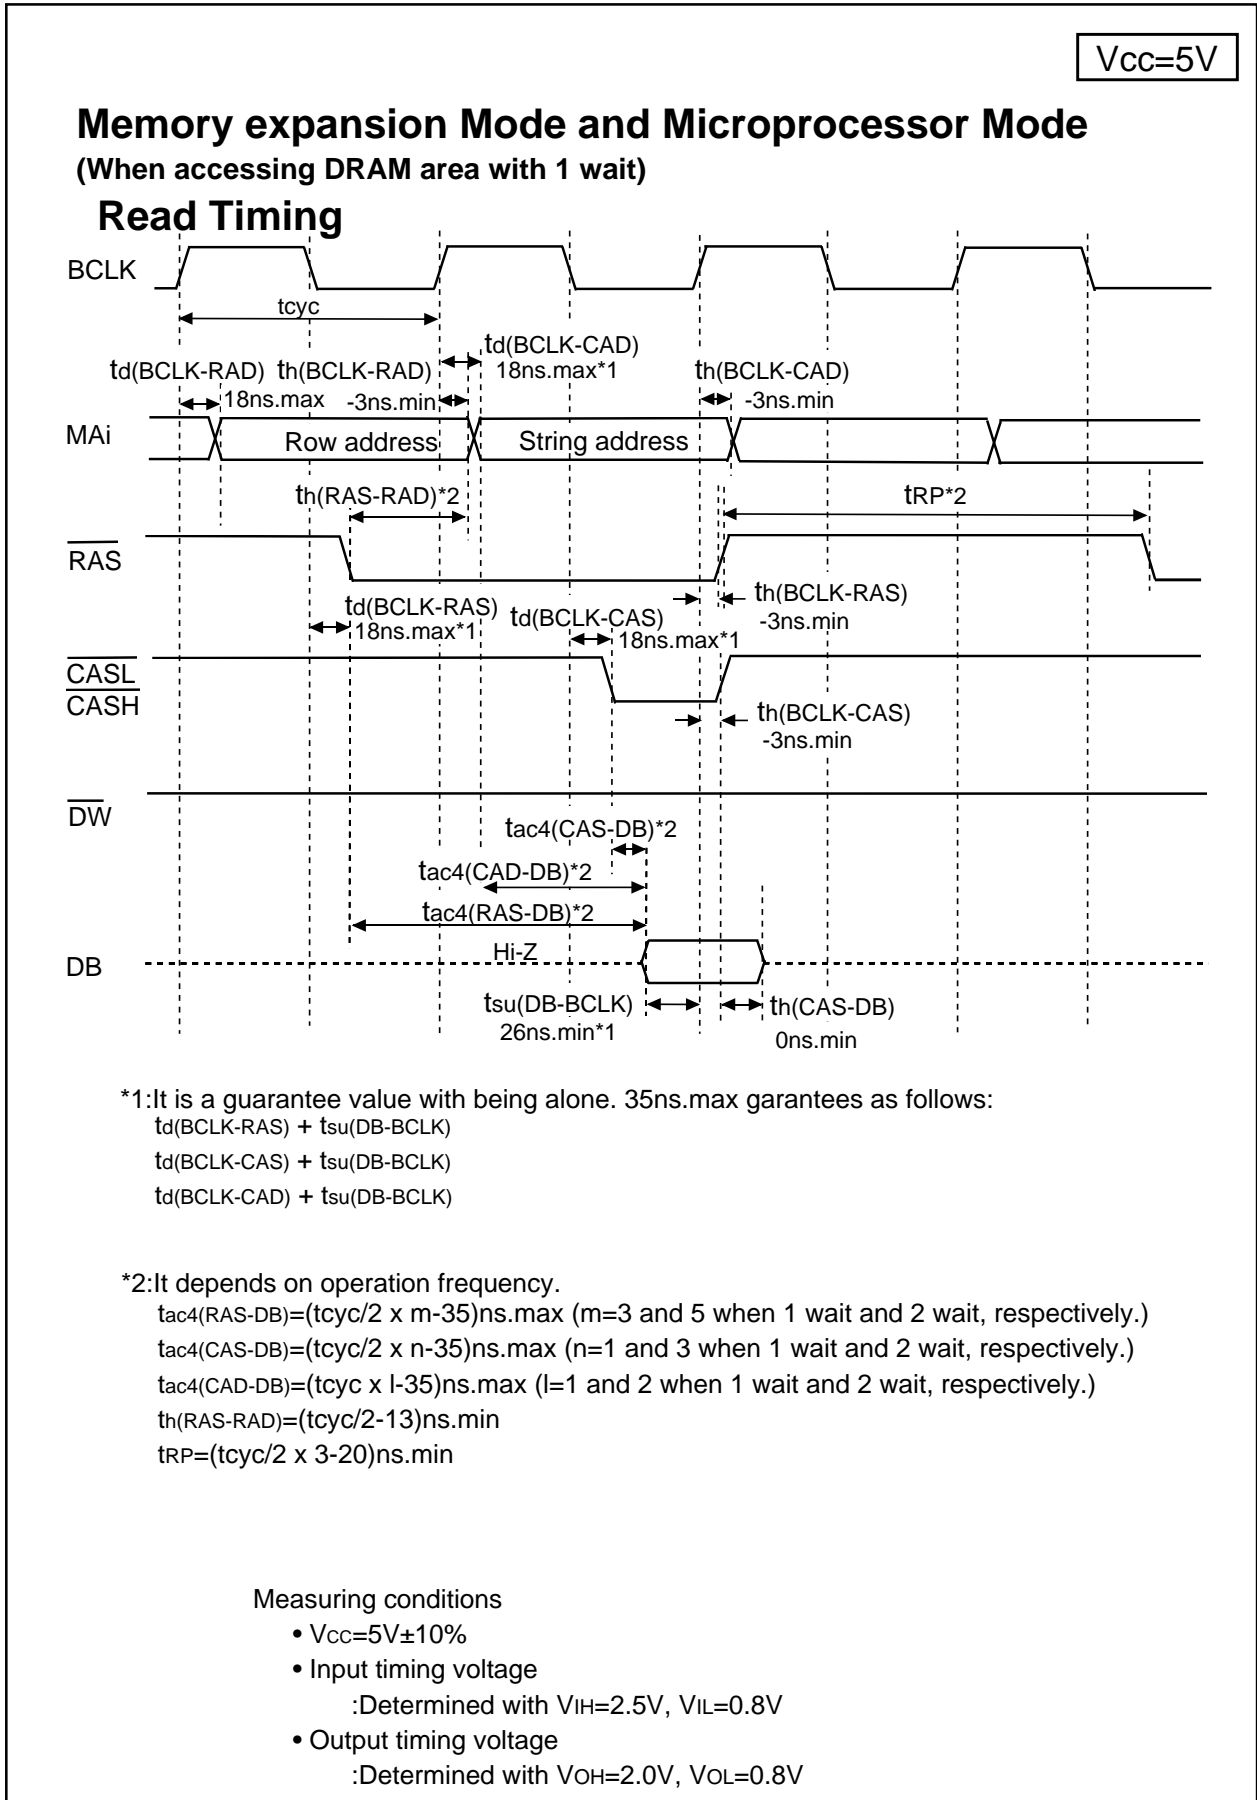 Vcc=5V
Memory expansion Mode and Microprocessor Mode
(When accessing DRAM area with 1 wait)
Read Timing
BCLK
tcyc
td(BCLK-CAD)
18ns.max*1
td(BCLK-RAD)
18ns.max
th(BCLK-RAD)
-3ns.min
th(BCLK-CAD)
-3ns.min
MAi
Row address
String address
th(RAS-RAD)*2
tRP*2
RAS
td(BCLK-RAS)
18ns.max*1
td(BCLK-CAS)
18ns.max*1
th(BCLK-RAS)
-3ns.min
CASL
CASH
th(BCLK-CAS)
-3ns.min
DW
tac4(CAS-DB)*2
tac4(CAD-DB)*2
tac4(RAS-DB)*2
DB
Hi-Z
tsu(DB-BCLK)
26ns.min*1
th(CAS-DB)
0ns.min
*1:It is a guarantee value with being alone. 35ns.max garantees as follows:
td(BCLK-RAS) + tsu(DB-BCLK)
td(BCLK-CAS) + tsu(DB-BCLK)
td(BCLK-CAD) + tsu(DB-BCLK)
*2:It depends on operation frequency.
tac4(RAS-DB)=(tcyc/2 x m-35)ns.max (m=3 and 5 when 1 wait and 2 wait, respectively.)
tac4(CAS-DB)=(tcyc/2 x n-35)ns.max (n=1 and 3 when 1 wait and 2 wait, respectively.)
tac4(CAD-DB)=(tcyc x l-35)ns.max (l=1 and 2 when 1 wait and 2 wait, respectively.)
th(RAS-RAD)=(tcyc/2-13)ns.min
tRP=(tcyc/2 x 3-20)ns.min
Measuring conditions
• VCC=5V±10%
• Input timing voltage
:Determined with VIH=2.5V, VIL=0.8V
• Output timing voltage
:Determined with VOH=2.0V, VOL=0.8V